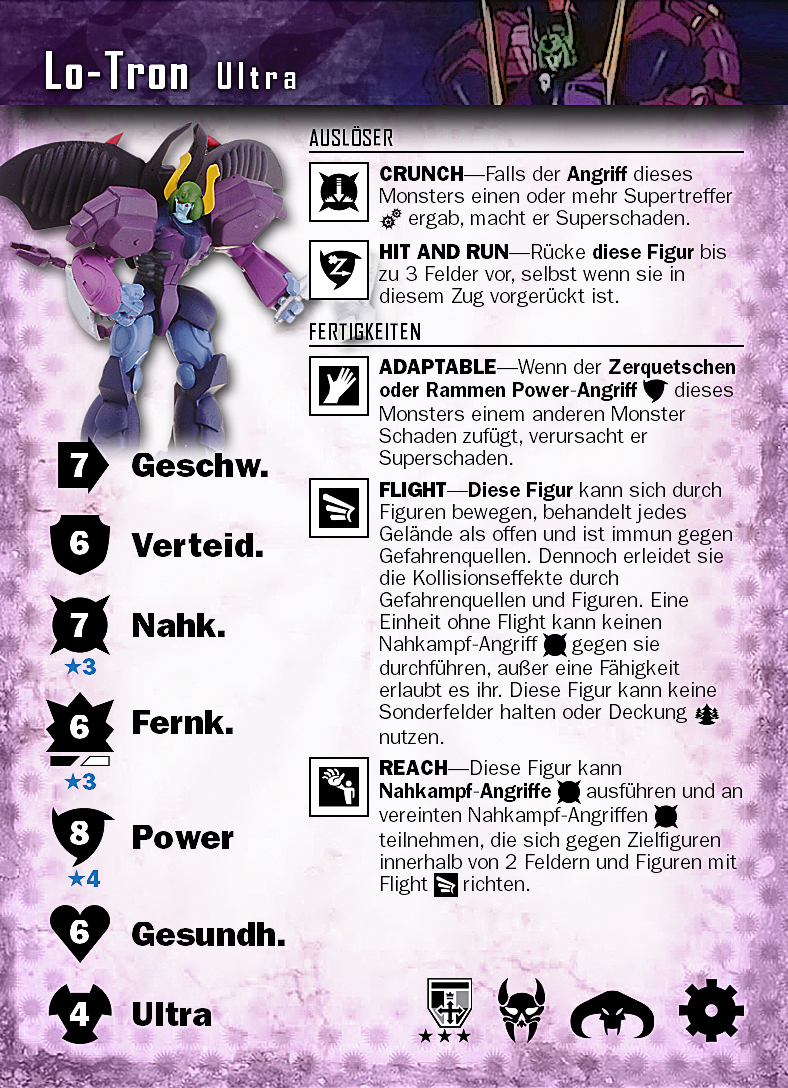 Lo-Tron Ultra
AUSLÖSER
CRUNCH—Falls der Angriff dieses
Monsters einen oder mehr Supertreffer
ergab, macht er Superschaden.
HIT AND RUN—Rücke diese Figur bis
zu 3 Felder vor, selbst wenn sie in
diesem Zug vorgerückt ist.
FERTIGKEITEN
ADAPTABLE—Wenn der Zerquetschen
oder Rammen Power-Angriff dieses
Monsters einem anderen Monster
Schaden zufügt, verursacht er
Superschaden.
FLIGHT—Diese Figur kann sich durch
Figuren bewegen, behandelt jedes
Gelände als offen und ist immun gegen
Gefahrenquellen. Dennoch erleidet sie
die Kollisionseffekte durch
Gefahrenquellen und Figuren. Eine
Einheit ohne Flight kann keinen
Nahkampf-Angriff gegen sie
durchführen, außer eine Fähigkeit
erlaubt es ihr. Diese Figur kann keine
Sonderfelder halten oder Deckung
nutzen.
REACH—Diese Figur kann
Nahkampf-Angriffe ausführen und an
vereinten Nahkampf-Angriffen
teilnehmen, die sich gegen Zielfiguren
innerhalb von 2 Feldern und Figuren mit
Flight richten.
7 Geschw.
6 Verteid.
7 Nahk.
★3
6 Fernk.
★3
8 Power
★4
6 Gesundh.
4 Ultra
★★★